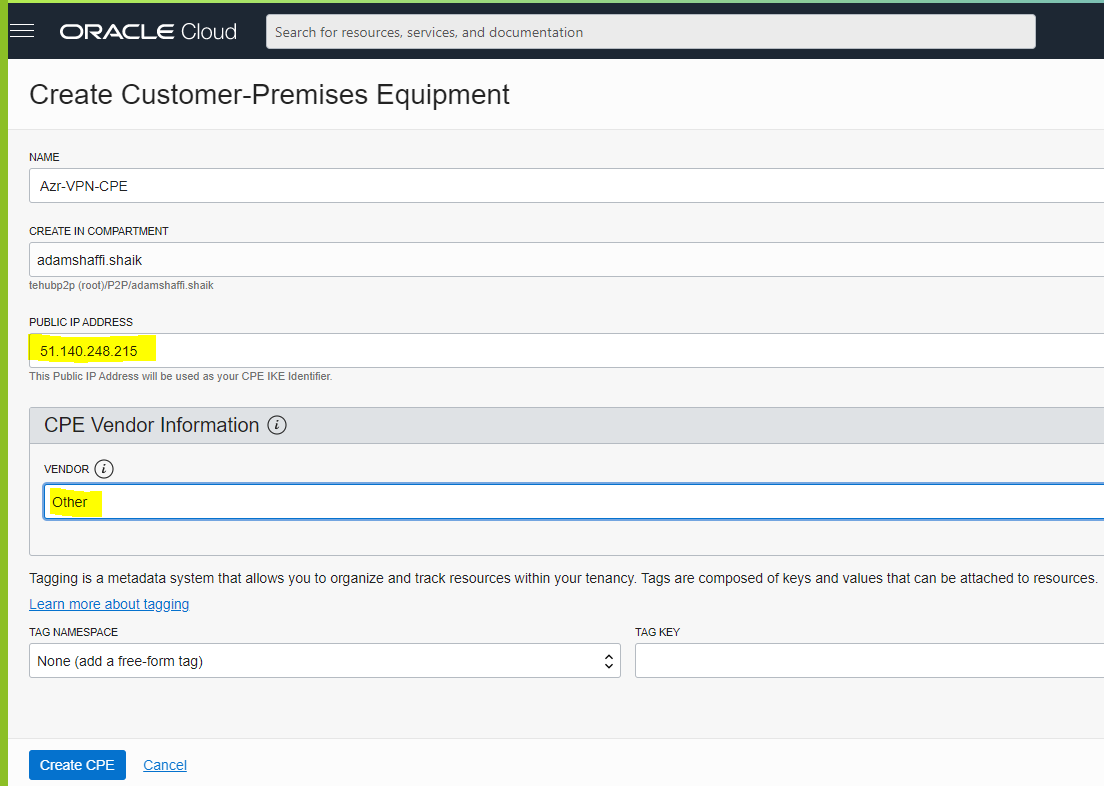 ORACLE Cloud
Search for resources, services, and documentation
Create Customer-Premises Equipment
NAME
Azr-VPN-CPE
CREATE IN COMPARTMENT
adamshaffi.shaik
tehubp2p (root)/P2P/adamshaffi.shaik
PUBLIC IP ADDRESS
51.140.248.215
This Public IP Address will be used as your CPE IKE Identifier.
CPE Vendor Information
VENDOR
Other
Tagging is a metadata system that allows you to organize and track resources within your tenancy. Tags are composed of keys and values that can be attached to resources.
Learn more about tagging
TAG NAMESPACE
None (add a free-form tag)
TAG KEY
Create CPE
Cancel